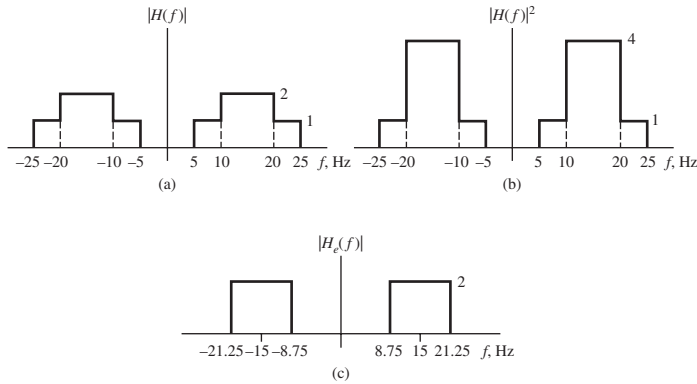 |H(f)|
2
1
–25 –20 –10 –5 5 10 20 25 f, Hz
(a)
|H(f)|²
4
1
–25 –20 –10 –5 5 10 20 25 f, Hz
(b)
|Hₑ(f)|
2
–21.25 –15 –8.75 8.75 15 21.25 f, Hz
(c)